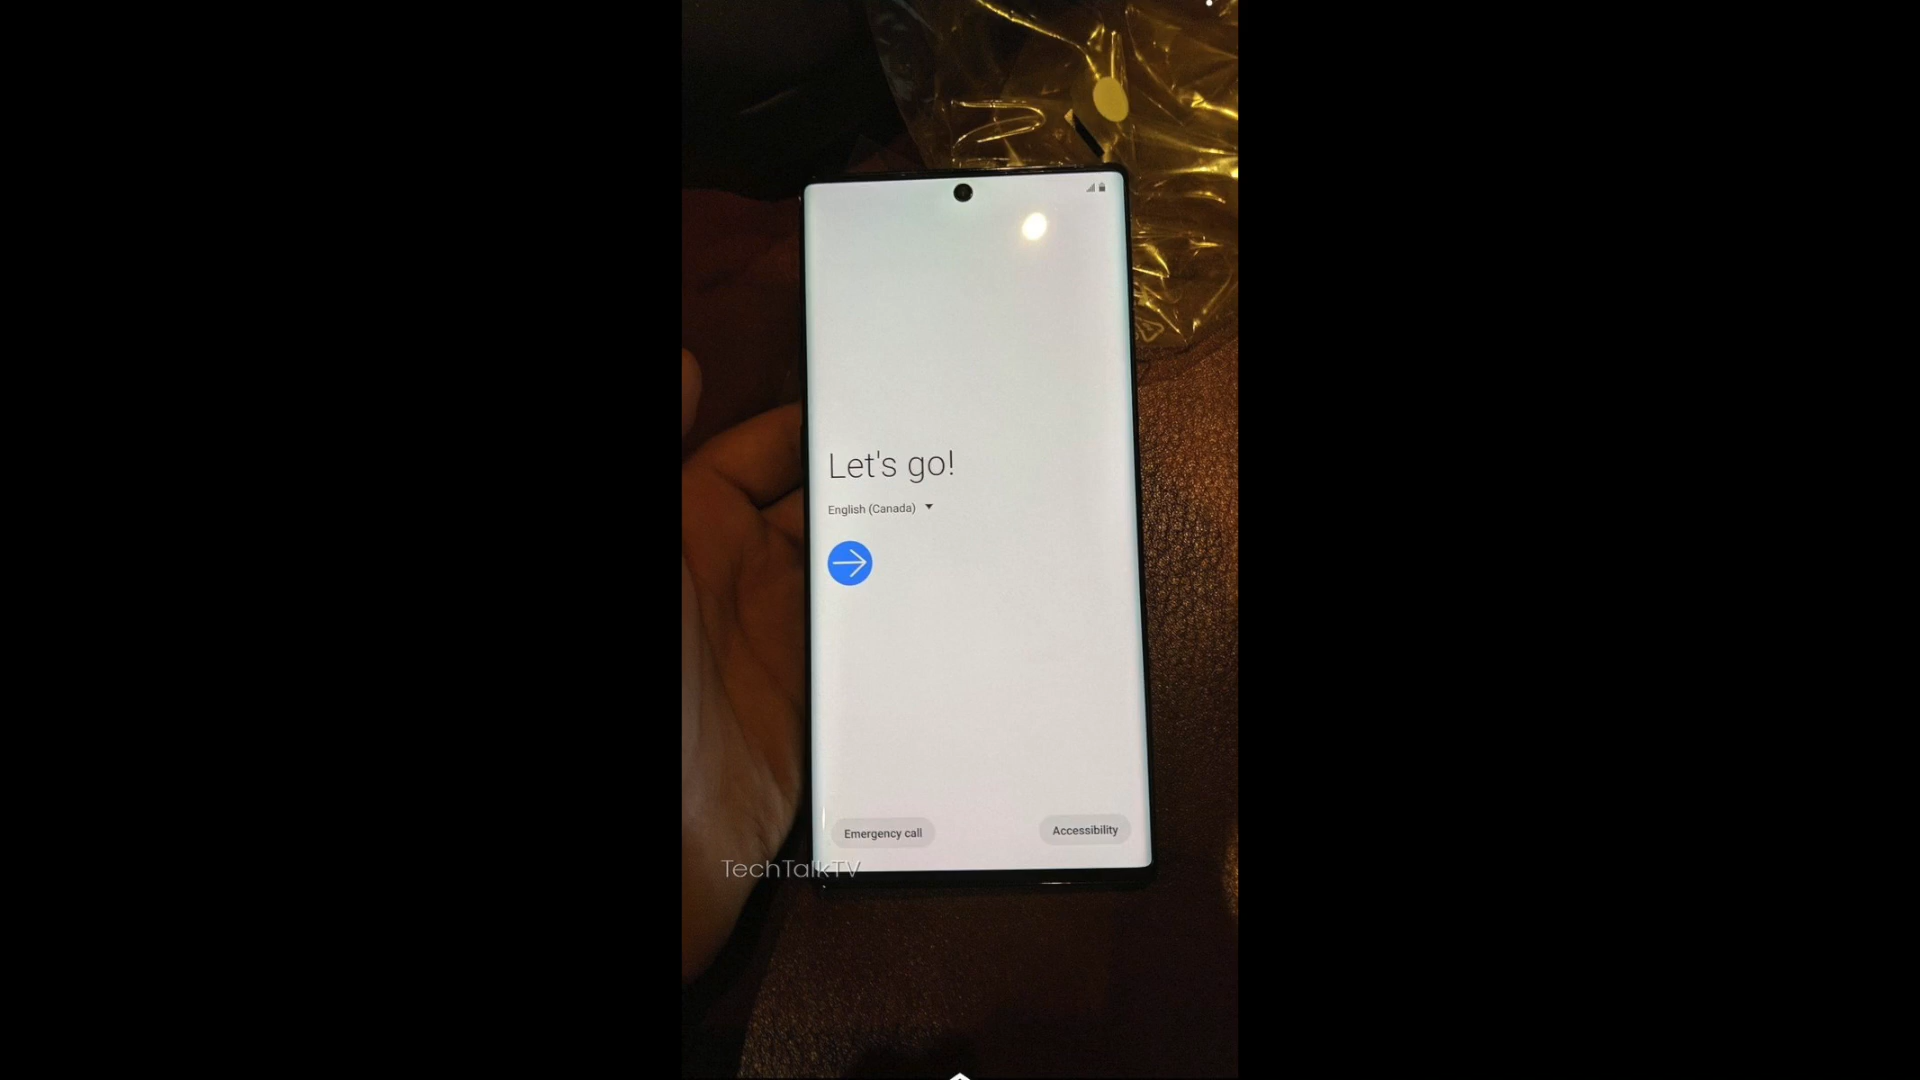 Let's go!
English (Canada)
Emergency call
Accessibility
TechTalkTV